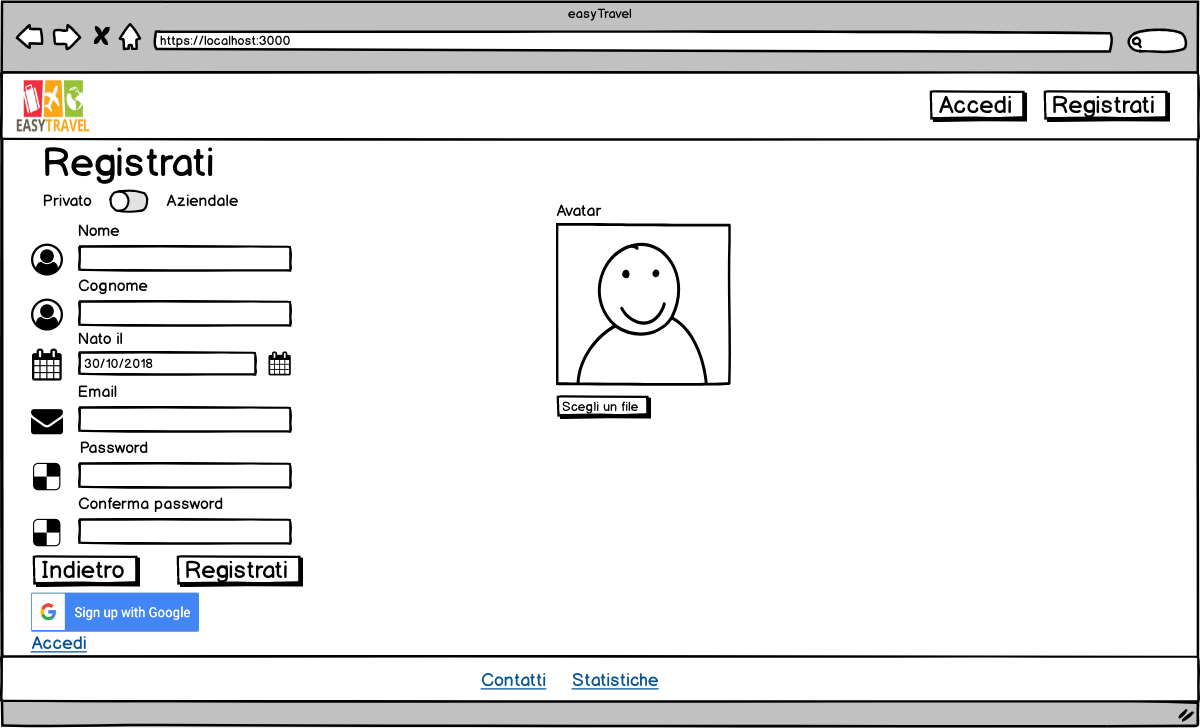 easyTravel
https://localhost:3000
EASYTRAVEL
Accedi
Registrati
Registrati
Privato
Aziendale
Nome
Cognome
Nato il
30/10/2018
Email
Password
Conferma password
Indietro
Registrati
G Sign up with Google
Accedi
Avatar
Scegli un file
Contatti
Statistiche